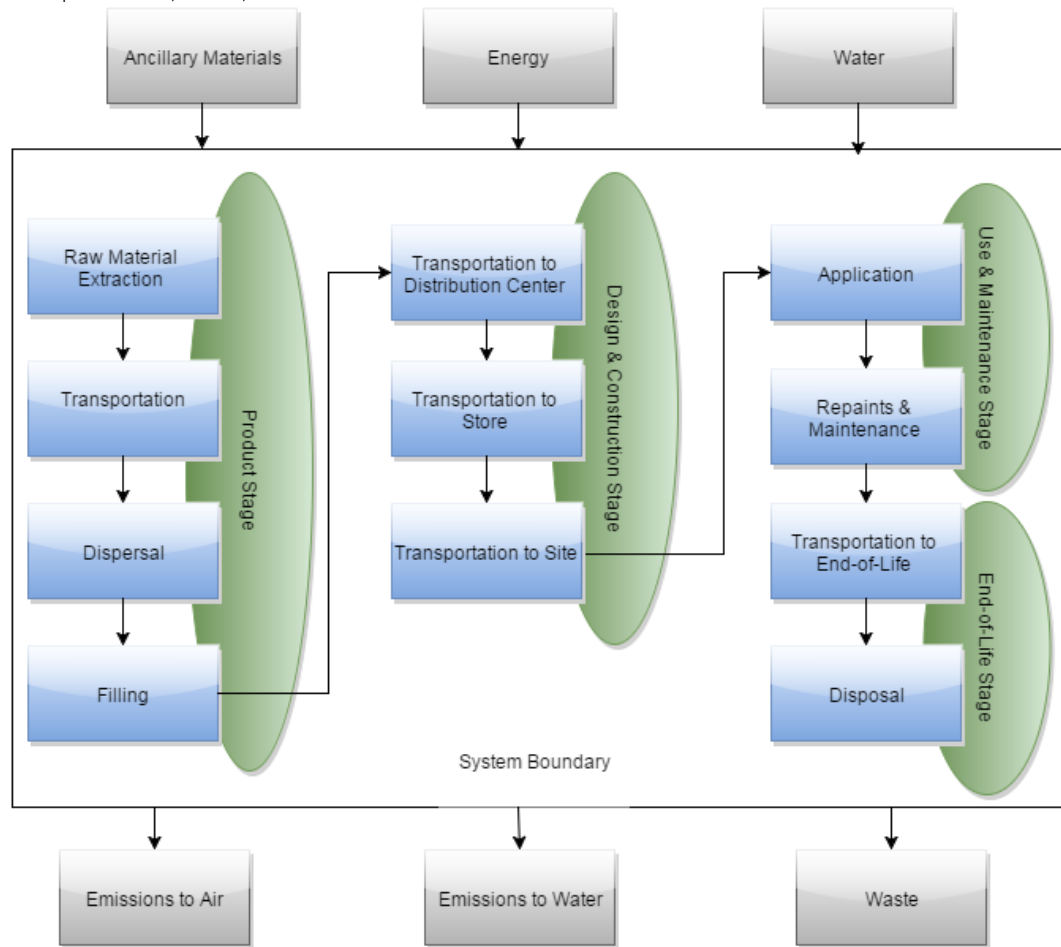 Ancillary Materials
Energy
Water
Raw Material
Extraction
Transportation
Dispersal
Filling
Product Stage
Transportation to
Distribution Center
Transportation to
Store
Transportation to Site
Design & Construction Stage
Application
Repaints &
Maintenance
Use & Maintenance Stage
Transportation to
End-of-Life
Disposal
End-of-Life Stage
System Boundary
Emissions to Air
Emissions to Water
Waste